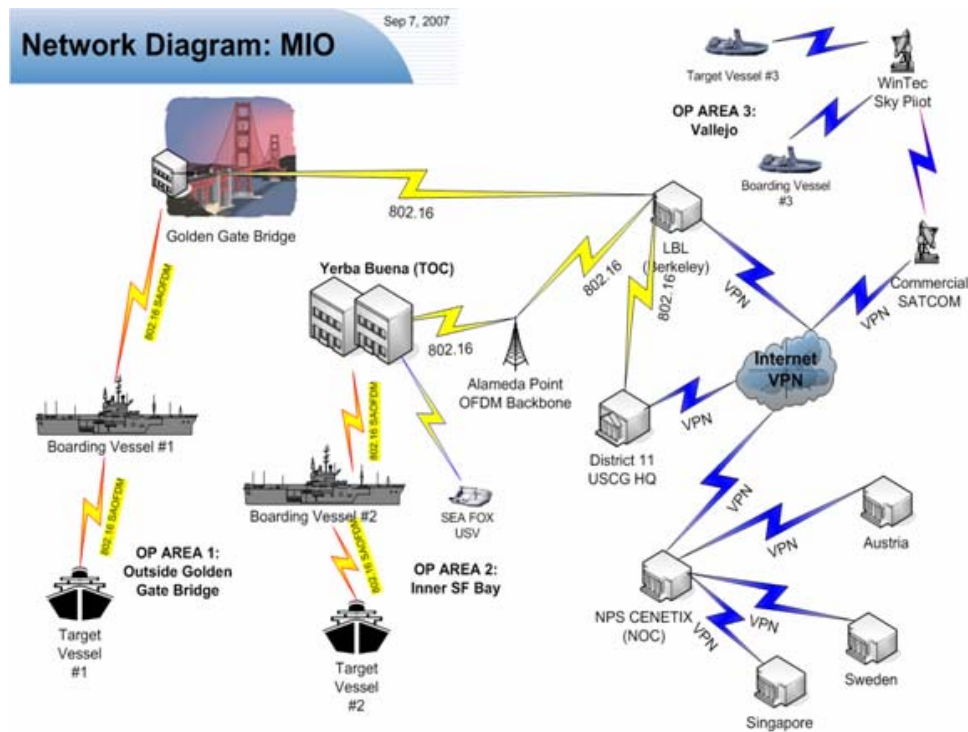 Sep 7, 2007
Network Diagram: MIO
Target Vessel #3
WinTec
Sky Pliot
OP AREA 3:
Vallejo
Boarding Vessel
#3
802.16
Golden Gate Bridge
LBL
(Berkeley)
Yerba Buena (TOC)
802.16
802.16
VPN
VPN
Commercial
SATCOM
802.16 SAOFDM
802.16
Internet
VPN
Alameda Point
OFDM Backbone
VPN
Boarding Vessel #1
802.16 SAOFDM
District 11
USCG HQ
VPN
Boarding Vessel #2
SEA FOX
USV
802.16 SAOFDM
802.16 SAOFDM
VPN
Austria
OP AREA 1:
Outside Golden
Gate Bridge
OP AREA 2:
Inner SF Bay
NPS CENETIX
(NOC)
VPN
VPN
Target
Vessel
#1
Target
Vessel
#2
Sweden
Singapore